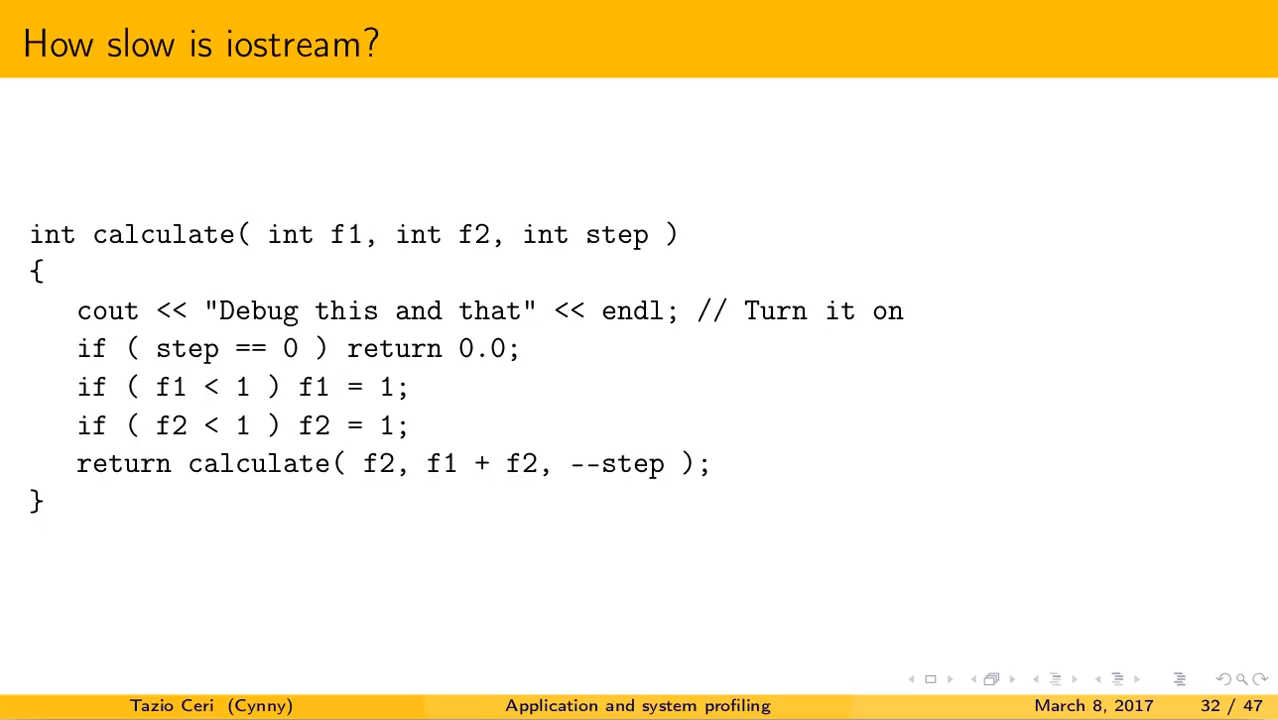 How slow is iostream?
int calculate( int f1, int f2, int step )
{
   cout << "Debug this and that" << endl; // Turn it on
   if ( step == 0 ) return 0.0;
   if ( f1 < 1 ) f1 = 1;
   if ( f2 < 1 ) f2 = 1;
   return calculate( f2, f1 + f2, --step );
}
Tazio Ceri (Cynny) Application and system profiling March 8, 2017 32 / 47